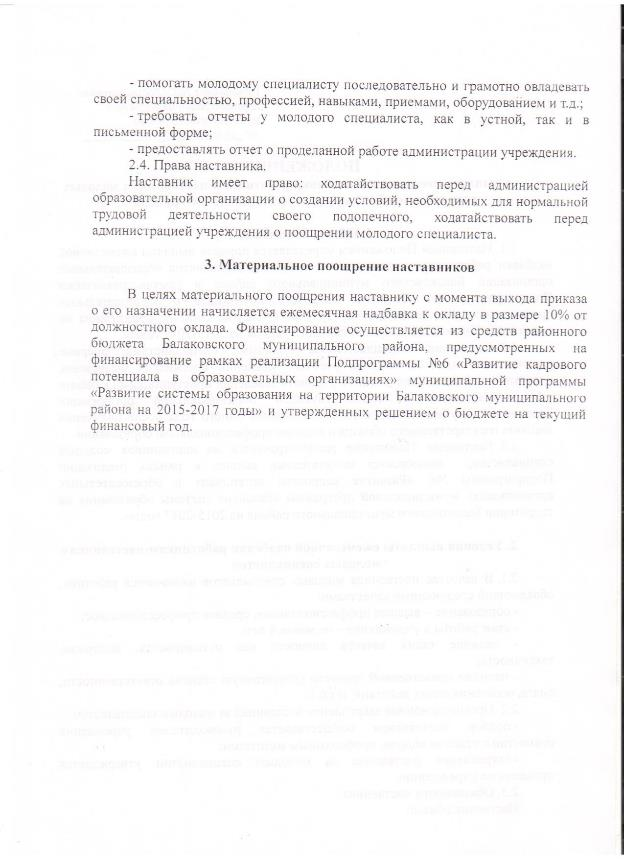 - помогать молодому специалисту последовательно и грамотно овладевать
своей специальностью, профессией, навыками, приемами, оборудованием и т.д.;
- требовать отчеты у молодого специалиста, как в устной, так и в
письменной форме;
- предоставлять отчет о проделанной работе администрации учреждения.
2.4. Права наставника.
Наставник имеет право: ходатайствовать перед администрацией
образовательной организации о создании условий, необходимых для нормальной
трудовой деятельности своего подопечного, ходатайствовать перед
администрацией учреждения о поощрении молодого специалиста.
3. Материальное поощрение наставников
В целях материального поощрения наставнику с момента выхода приказа
о его назначении начисляется ежемесячная надбавка к окладу в размере 10% от
должностного оклада. Финансирование осуществляется из средств районного
бюджета Балаковского муниципального района, предусмотренных на
финансирование рамках реализации Подпрограммы №6 «Развитие кадрового
потенциала в образовательных организациях» муниципальной программы
«Развитие системы образования на территории Балаковского муниципального
района на 2015-2017 годы» и утвержденных решением о бюджете на текущий
финансовый год.